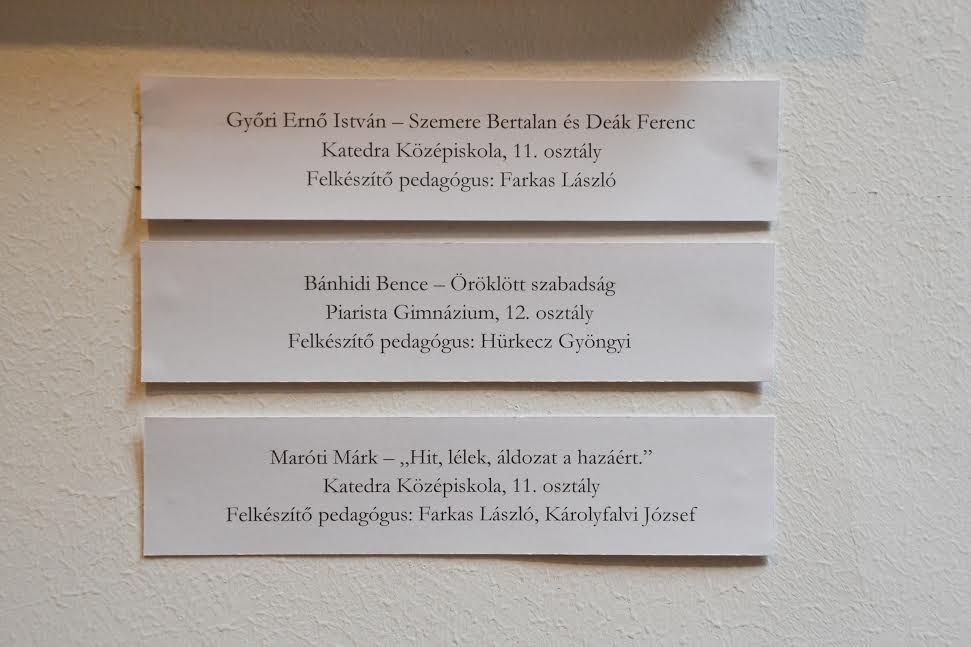 Győri Ernő István – Szemere Bertalan és Deák Ferenc
Katedra Középiskola, 11. osztály
Felkészítő pedagógus: Farkas László
Bánhidi Bence – Öröklött szabadság
Piarista Gimnázium, 12. osztály
Felkészítő pedagógus: Hürkecz Gyöngyi
Maróti Márk – „Hit, lélek, áldozat a hazáért.”
Katedra Középiskola, 11. osztály
Felkészítő pedagógus: Farkas László, Károlyfalvi József